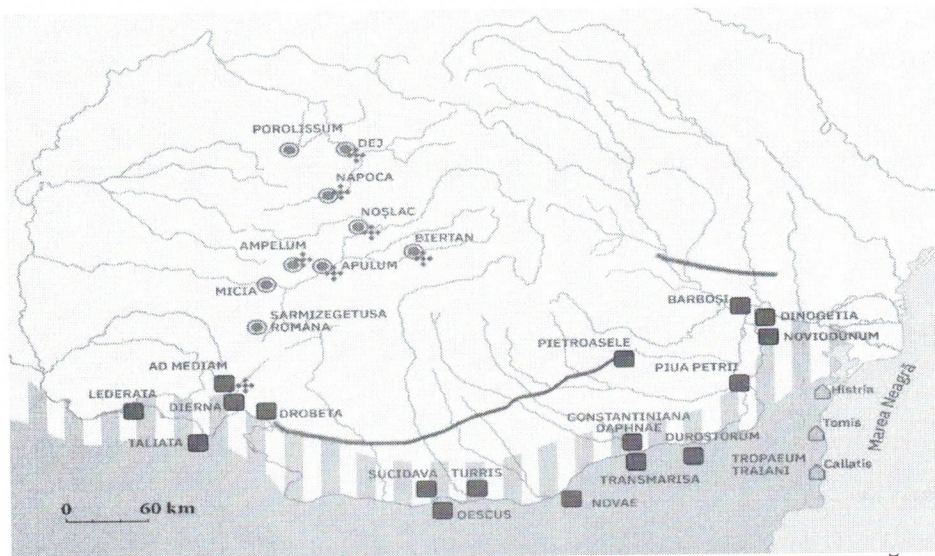 POROLISSUM
DEJ
NAPOCA
NOȘLAC
AMPELUM
BIERTAN
APULUM
MICIA
SARMIZEGETUSA
ROMANA
BARBOȘI
DINOGETIA
NOVIODUNUM
PIETROASELE
AD MEDIAM
PIUA PETRII
LEDERATA
DIERNA
DROBETA
Histria
Marea Neagră
TALIATA
CONSTANTINIANA
DAPHNAE
DUROSTORUM
Tomis
TROPAEUM
TRAIANI
Callatis
SUCIDAVA
TURRIS
TRANSMARISA
OESCUS
NOVAE
0 60 km